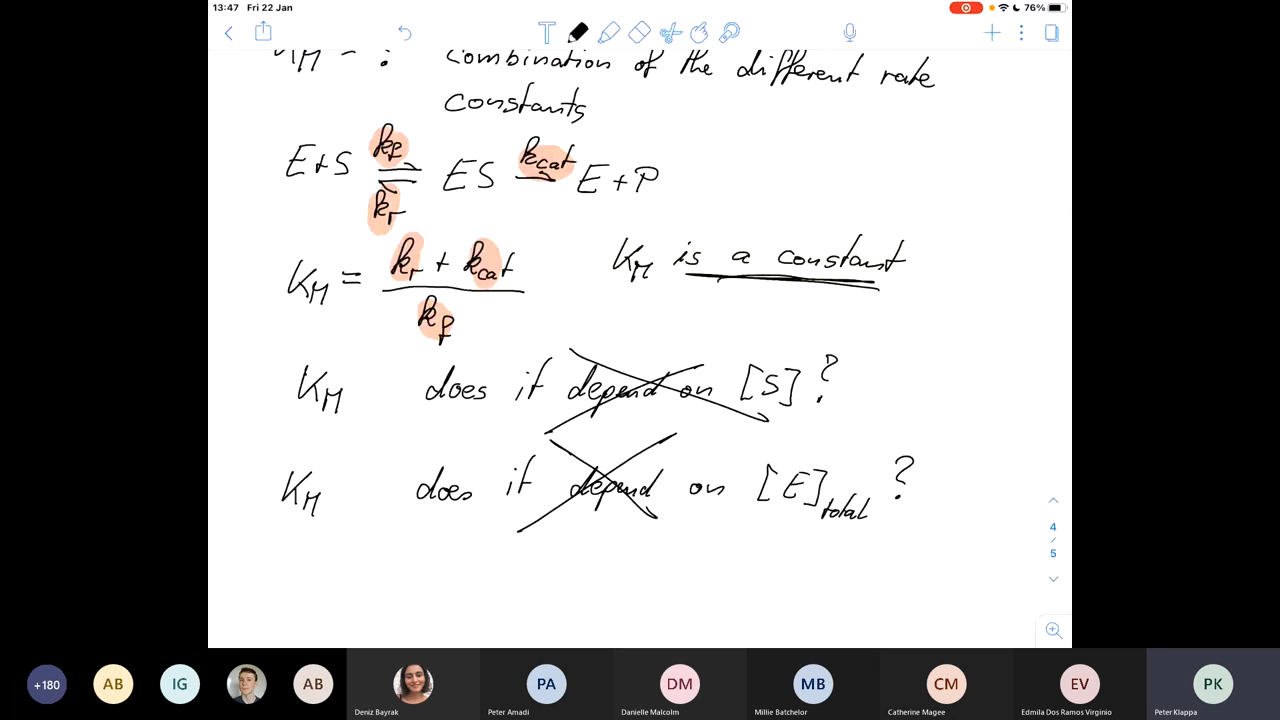 13:47 Fri 22 Jan
76%
KM = ? combination of the different rate
constants
E+S kf kr ES kcat E+P
KM = kr + kcat / kf KM is a constant
KM does it depend on [S]?
KM does it depend on [E]total?
4
/
5
+180
AB
IG
AB
PA
DM
MB
CM
EV
PK
Deniz Bayrak
Peter Amadi
Danielle Malcolm
Millie Batchelor
Catherine Magee
Edmila Dos Ramos Virginio
Peter Klappa